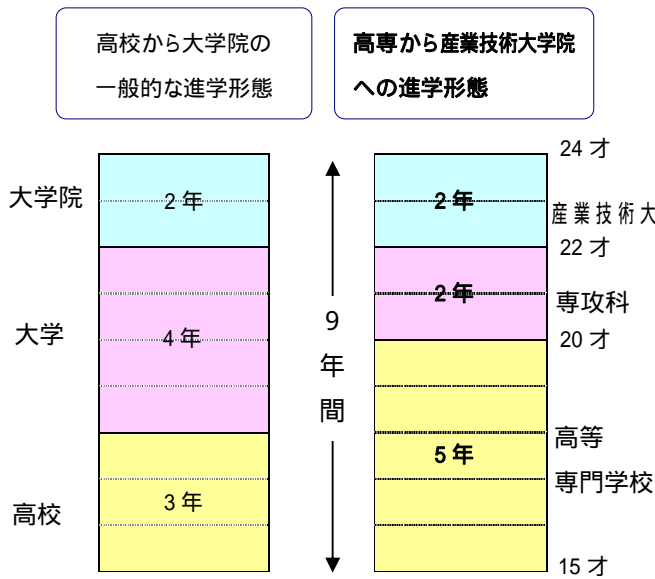 高校から大学院の
一般的な進学形態
高専から産業技術大学院
への進学形態
24才
大学院
2年
2年
産業技術大
22才
2年
専攻科
大学
4年
9年間
20才
高等
専門学校
5年
高校
3年
15才